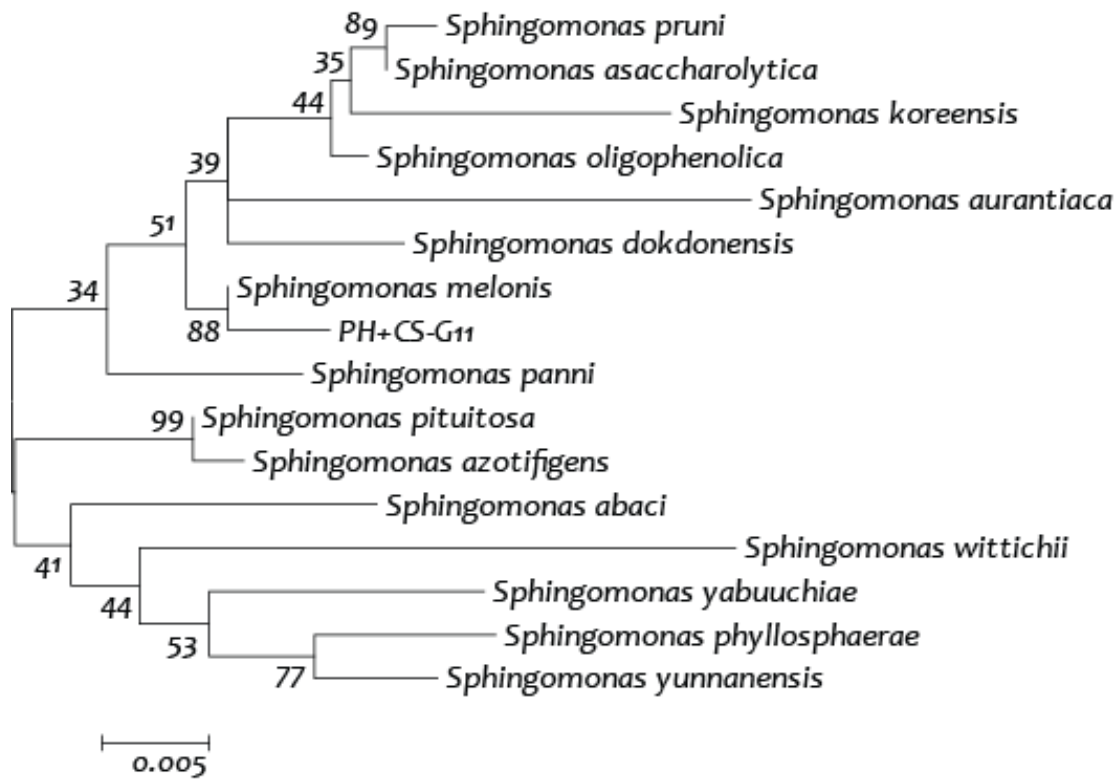 89
Sphingomonas pruni
35
Sphingomonas asaccharolytica
44
Sphingomonas koreensis
39
Sphingomonas oligophenolica
Sphingomonas aurantiaca
51
Sphingomonas dokdonensis
34
Sphingomonas melonis
88
PH+CS-G11
Sphingomonas panni
99
Sphingomonas pituitosa
Sphingomonas azotifigens
Sphingomonas abaci
41
Sphingomonas wittichii
44
Sphingomonas yabuuchiae
53
Sphingomonas phyllosphaerae
77
Sphingomonas yunnanensis
0.005